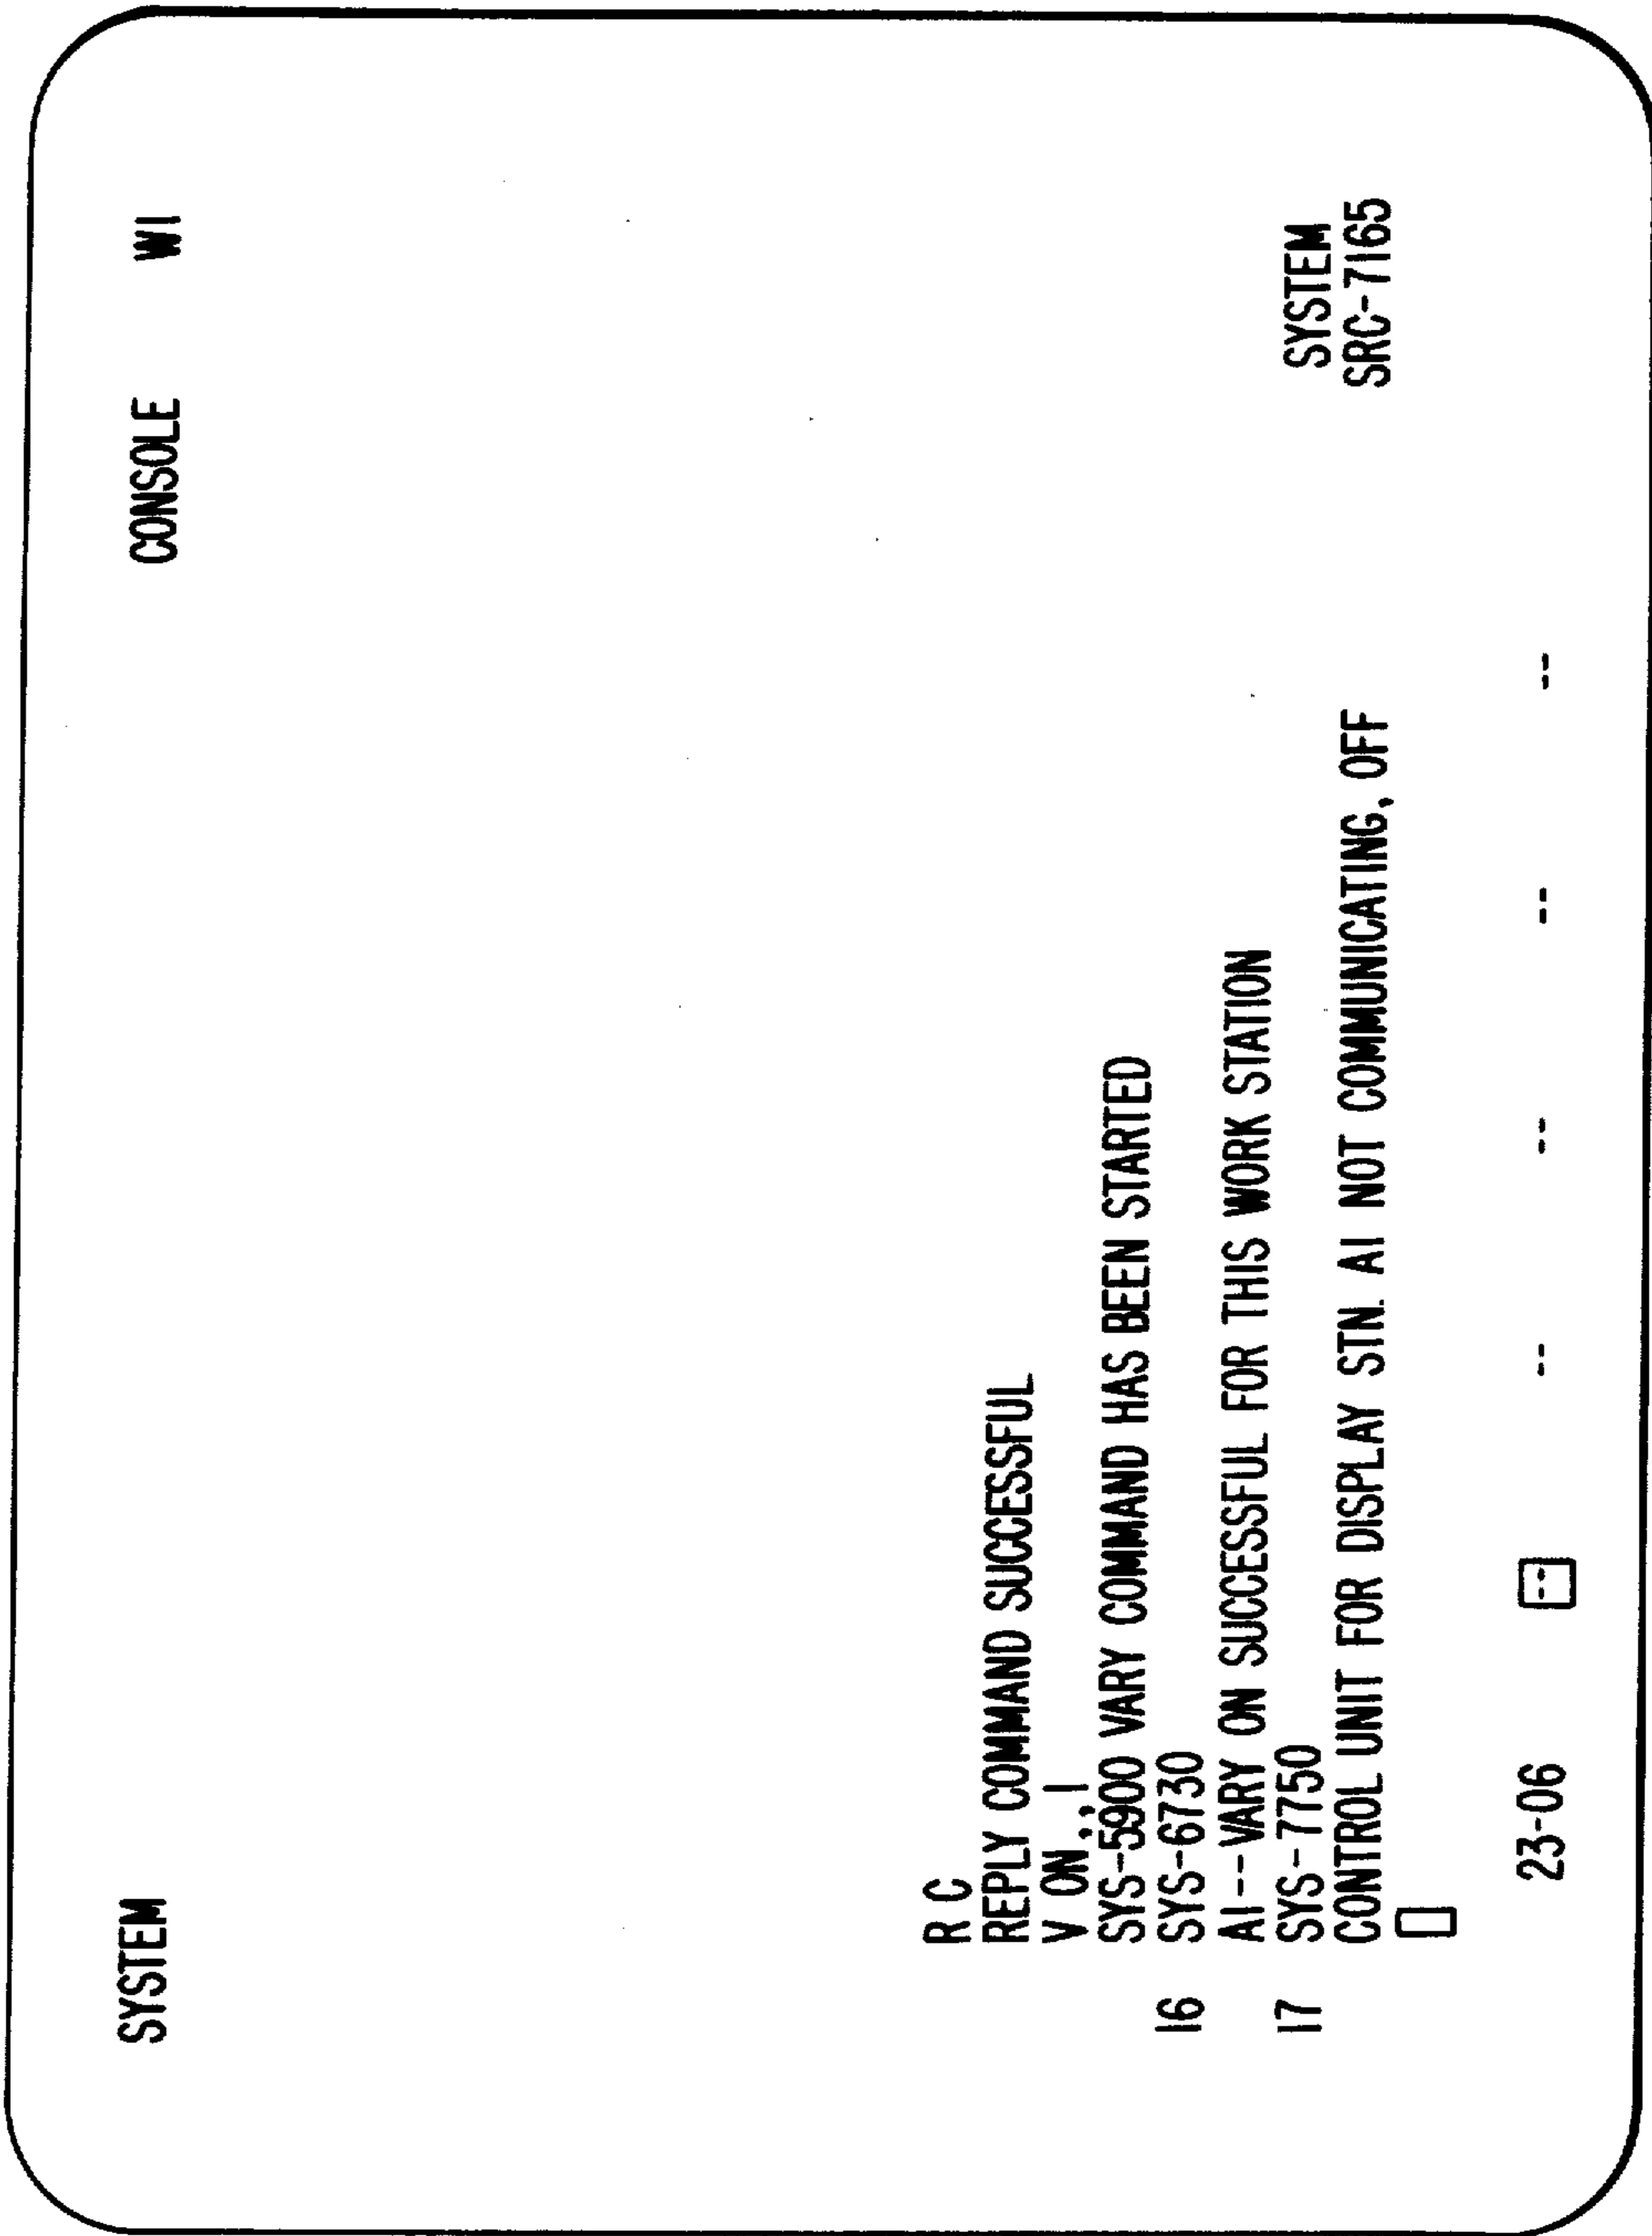 SYSTEM CONSOLE W1
R C
REPLY COMMAND SUCCESSFUL
V ON,,,1
SYS-5900 VARY COMMAND HAS BEEN STARTED
16 SYS-6730
A1--VARY ON SUCCESSFUL FOR THIS WORK STATION SYSTEM
17 SYS-7750
CONTROL UNIT FOR DISPLAY STN. A1 NOT COMMUNICATING, OFF SRC-7165
23-06 -- -- -- -- --